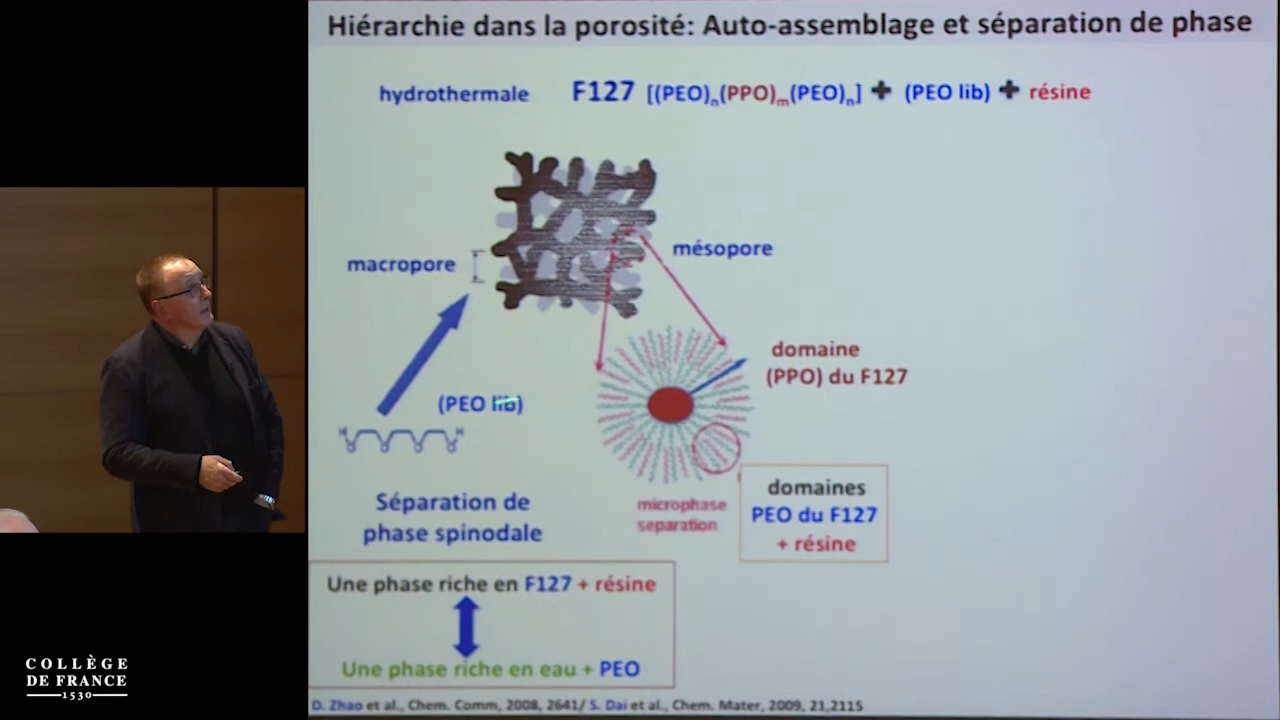 Hiérarchie dans la porosité: Auto-assemblage et séparation de phase
hydrothermale F127 [(PEO)n(PPO)m(PEO)n] + (PEO lib) + résine
mésopore
macropore
domaine
(PPO) du F127
(PEO lib)
domaines
PEO du F127
+ résine
microphase
separation
Séparation de
phase spinodale
Une phase riche en F127 + résine
Une phase riche en eau + PEO
D. Zhao et al., Chem. Comm, 2008, 2641/ S. Dai et al., Chem. Mater, 2009, 21,2115
COLLÈGE
DE FRANCE
1530